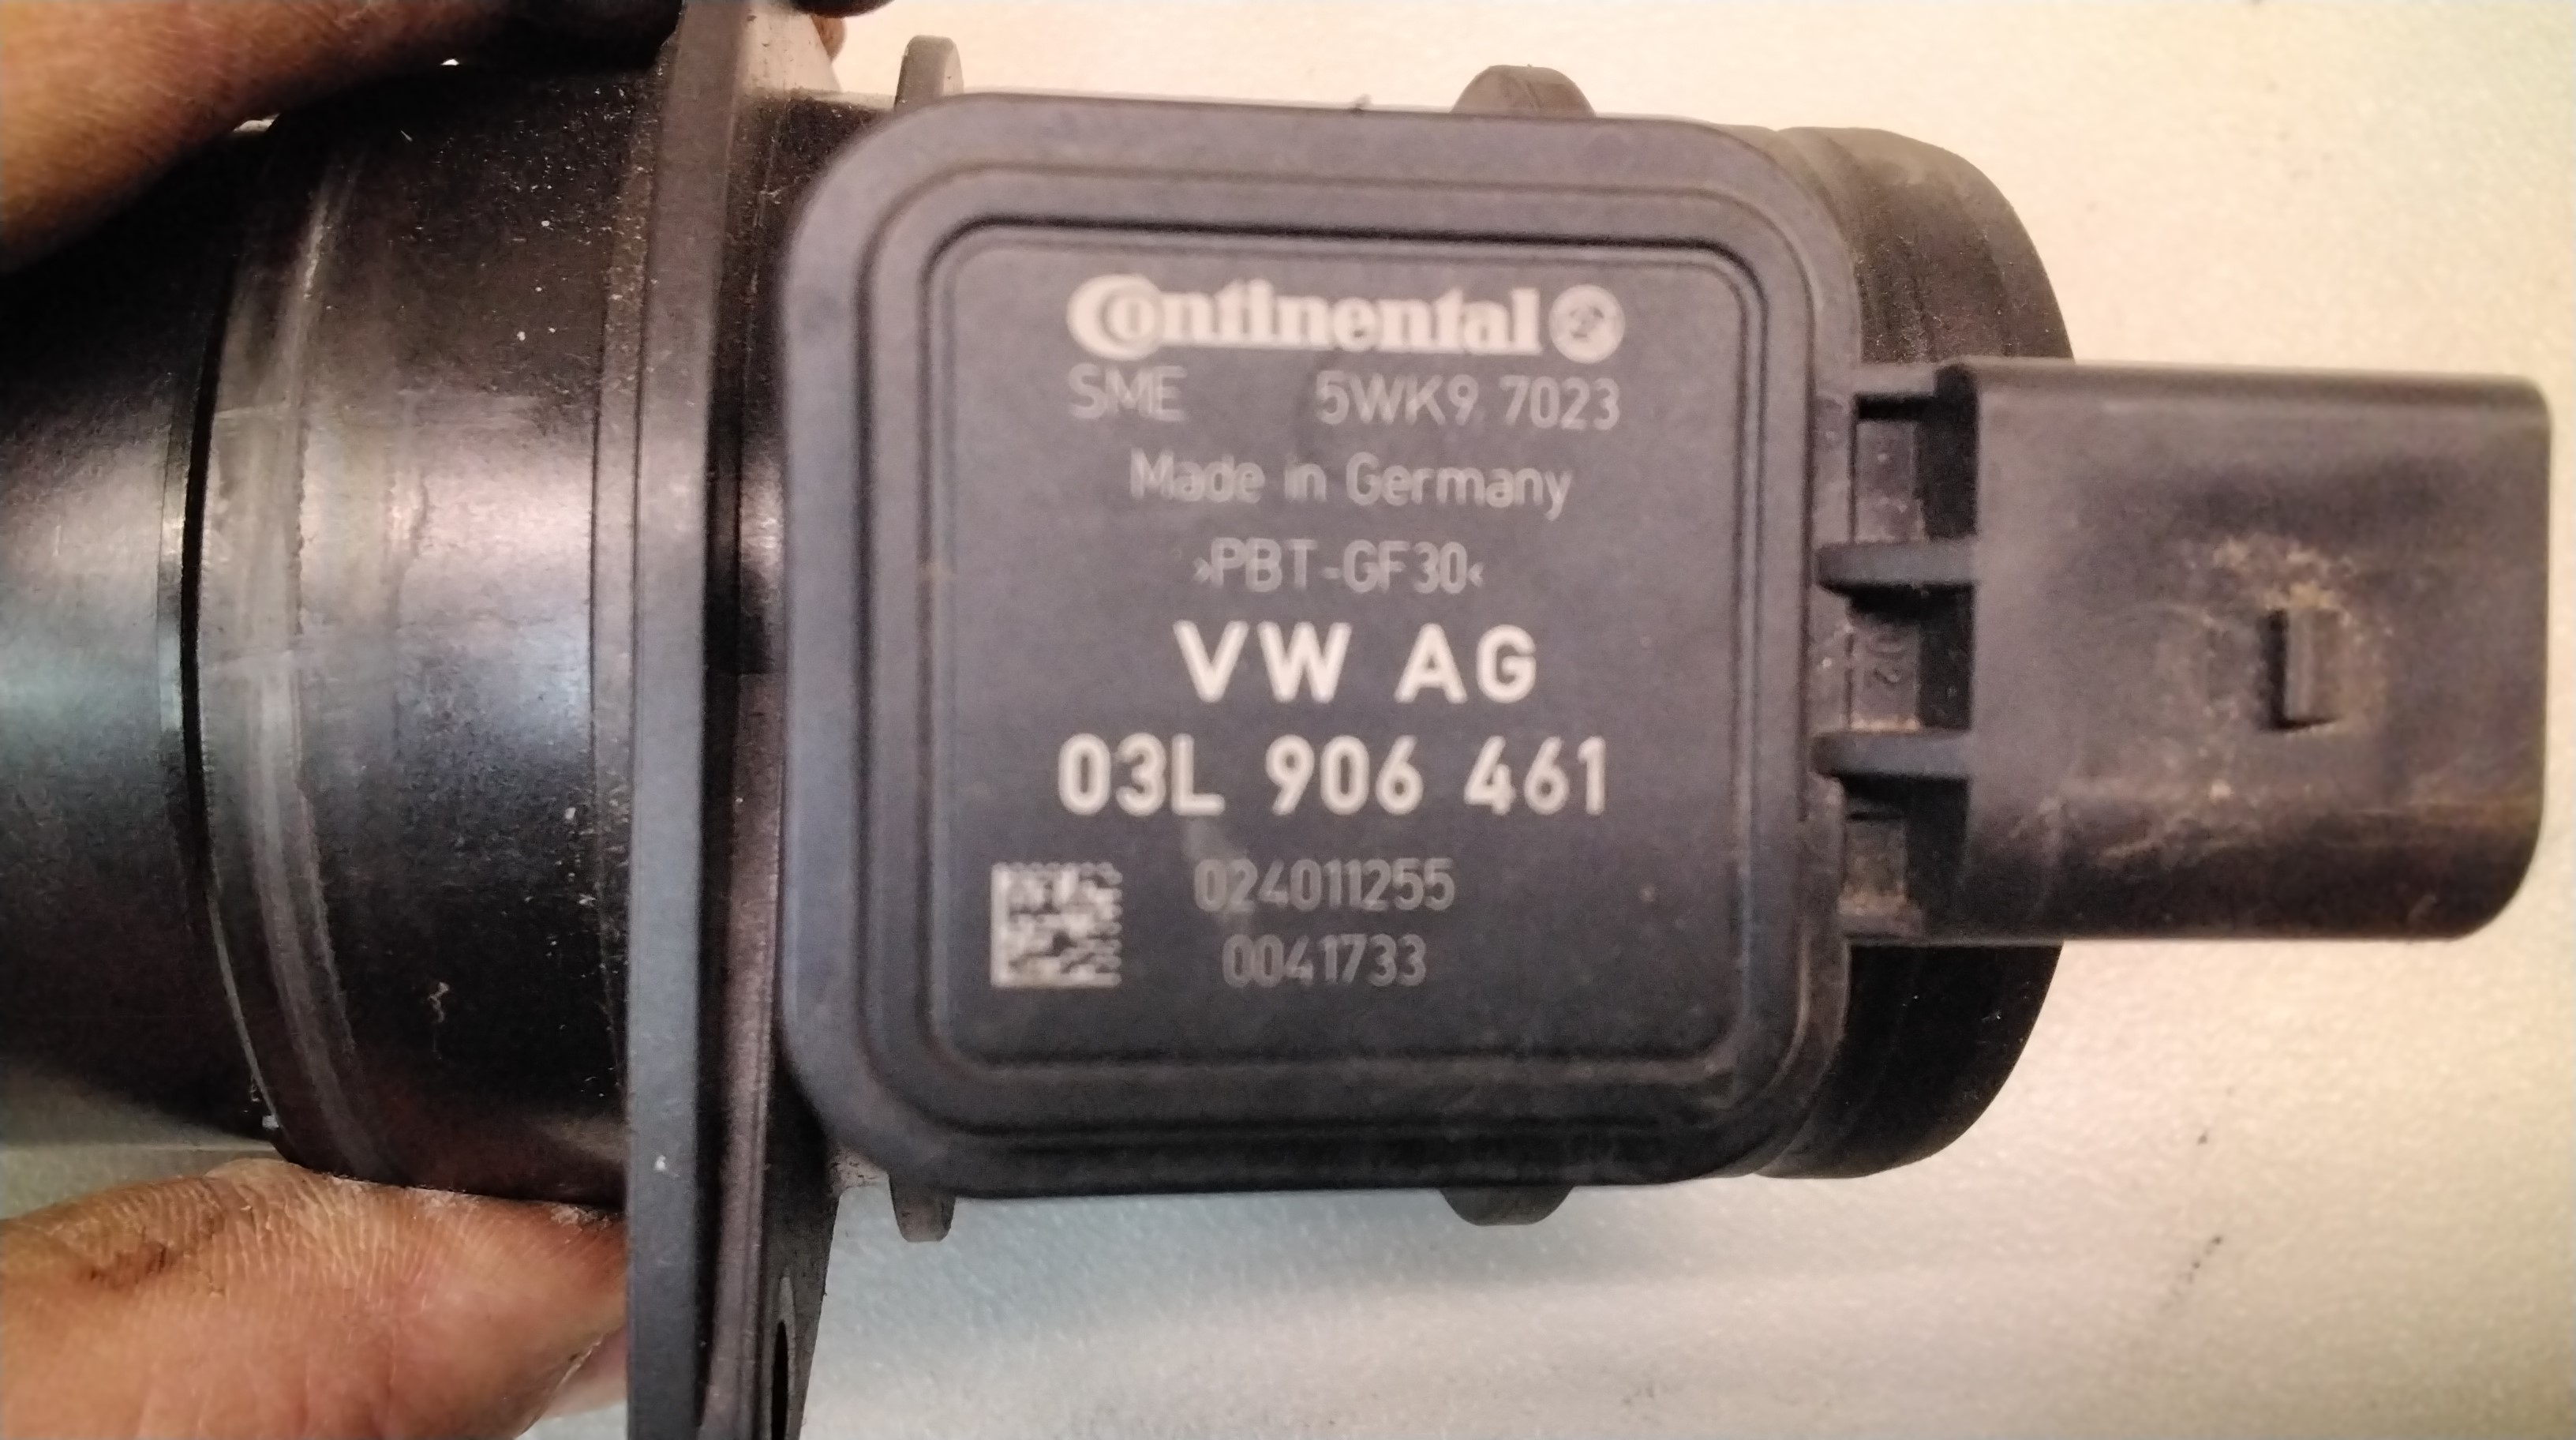 Continental
SME 5WK9 7023
Made in Germany
>PBT-GF30<
VW AG
03L 906 461
024011255
0041733